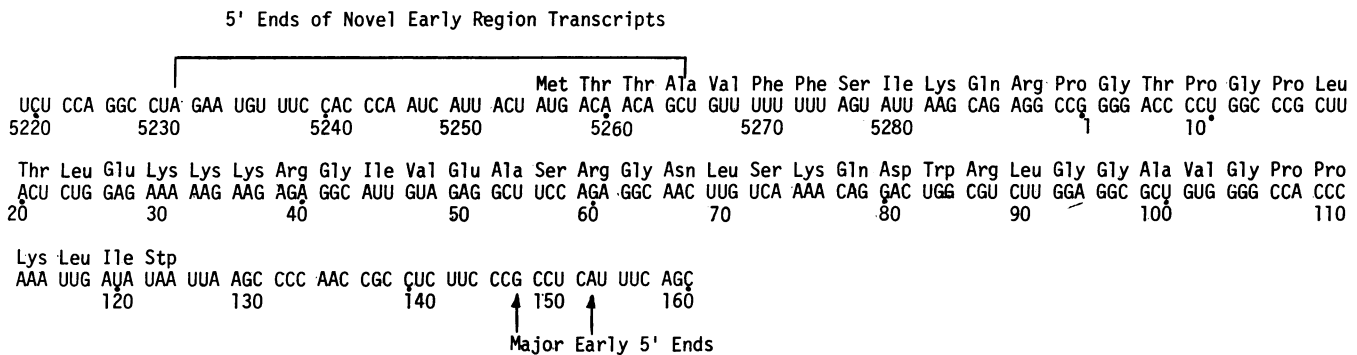 5' Ends of Novel Early Region Transcripts
Met Thr Thr Ala Val Phe Phe Ser Ile Lys Gln Arg Pro Gly Thr Pro Gly Pro Leu
UCU CCA GGC CUA GAA UGU UUC CAC CCA AUC AUU ACU AUG ACA ACA GCU GUU UUU UUU AGU AUU AAG CAG AGG CCG GGG ACC CCU GGC CCG CUU
5220 5230 5240 5250 5260 5270 5280 1 10
Thr Leu Glu Lys Lys Lys Arg Gly Ile Val Glu Ala Ser Arg Gly Asn Leu Ser Lys Gln Asp Trp Arg Leu Gly Gly Ala Val Gly Pro Pro
ACU CUG GAG AAA AAG AAG AGA GGC AUU GUA GAG GCU UCC AGA GGC AAC UUG UCA AAA CAG GAC UGG CGU CUU GGA GGC GCU GUG GGG CCA CCC
20 30 40 50 60 70 80 90 100 110
Lys Leu Ile Stp
AAA UUG AUA UAA UUA AGC CCC AAC CGC CUC UUC CCG CCU CAU UUC AGC
120 130 140 150 160
Major Early 5' Ends